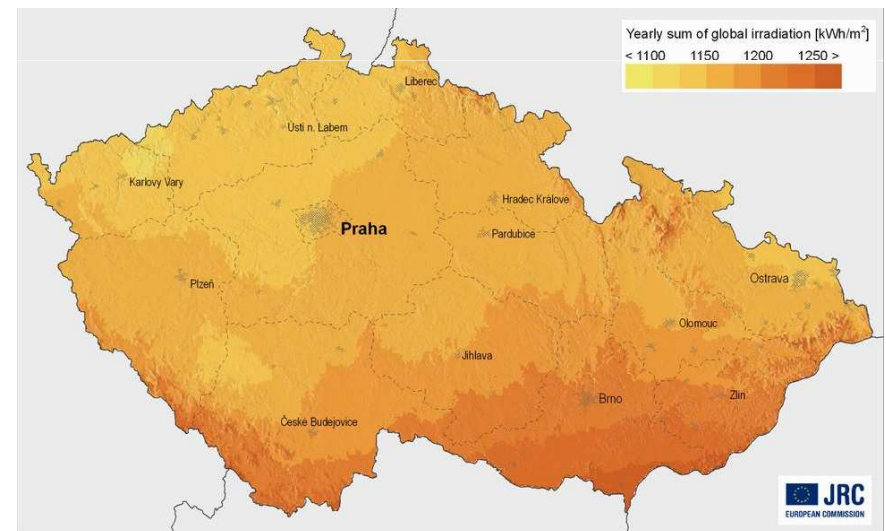 Yearly sum of global irradiation [kWh/m²]
< 1100 1150 1200 1250 >
Liberec
Ústí n. Labem
Karlovy Vary
Hradec Králové
Praha
Pardubice
Plzeň
Ostrava
Olomouc
Jihlava
Brno
Zlín
České Budejovice
JRC
EUROPEAN COMMISSION